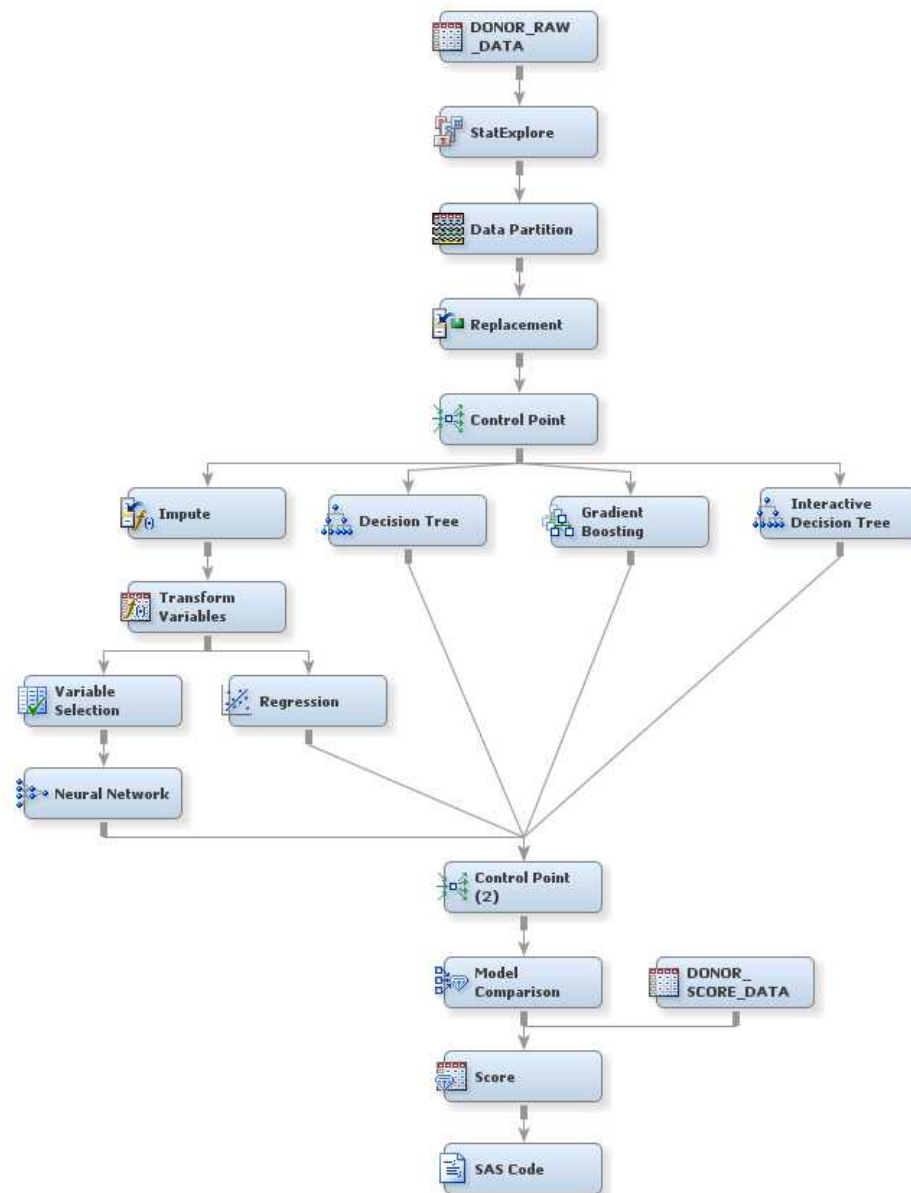 DONOR_RAW
_DATA
StatExplore
Data Partition
Replacement
Control Point
Impute
Decision Tree
Gradient
Boosting
Interactive
Decision Tree
Transform
Variables
Variable
Selection
Regression
Neural Network
Control Point
(2)
Model
Comparison
DONOR_
SCORE_DATA
Score
SAS Code